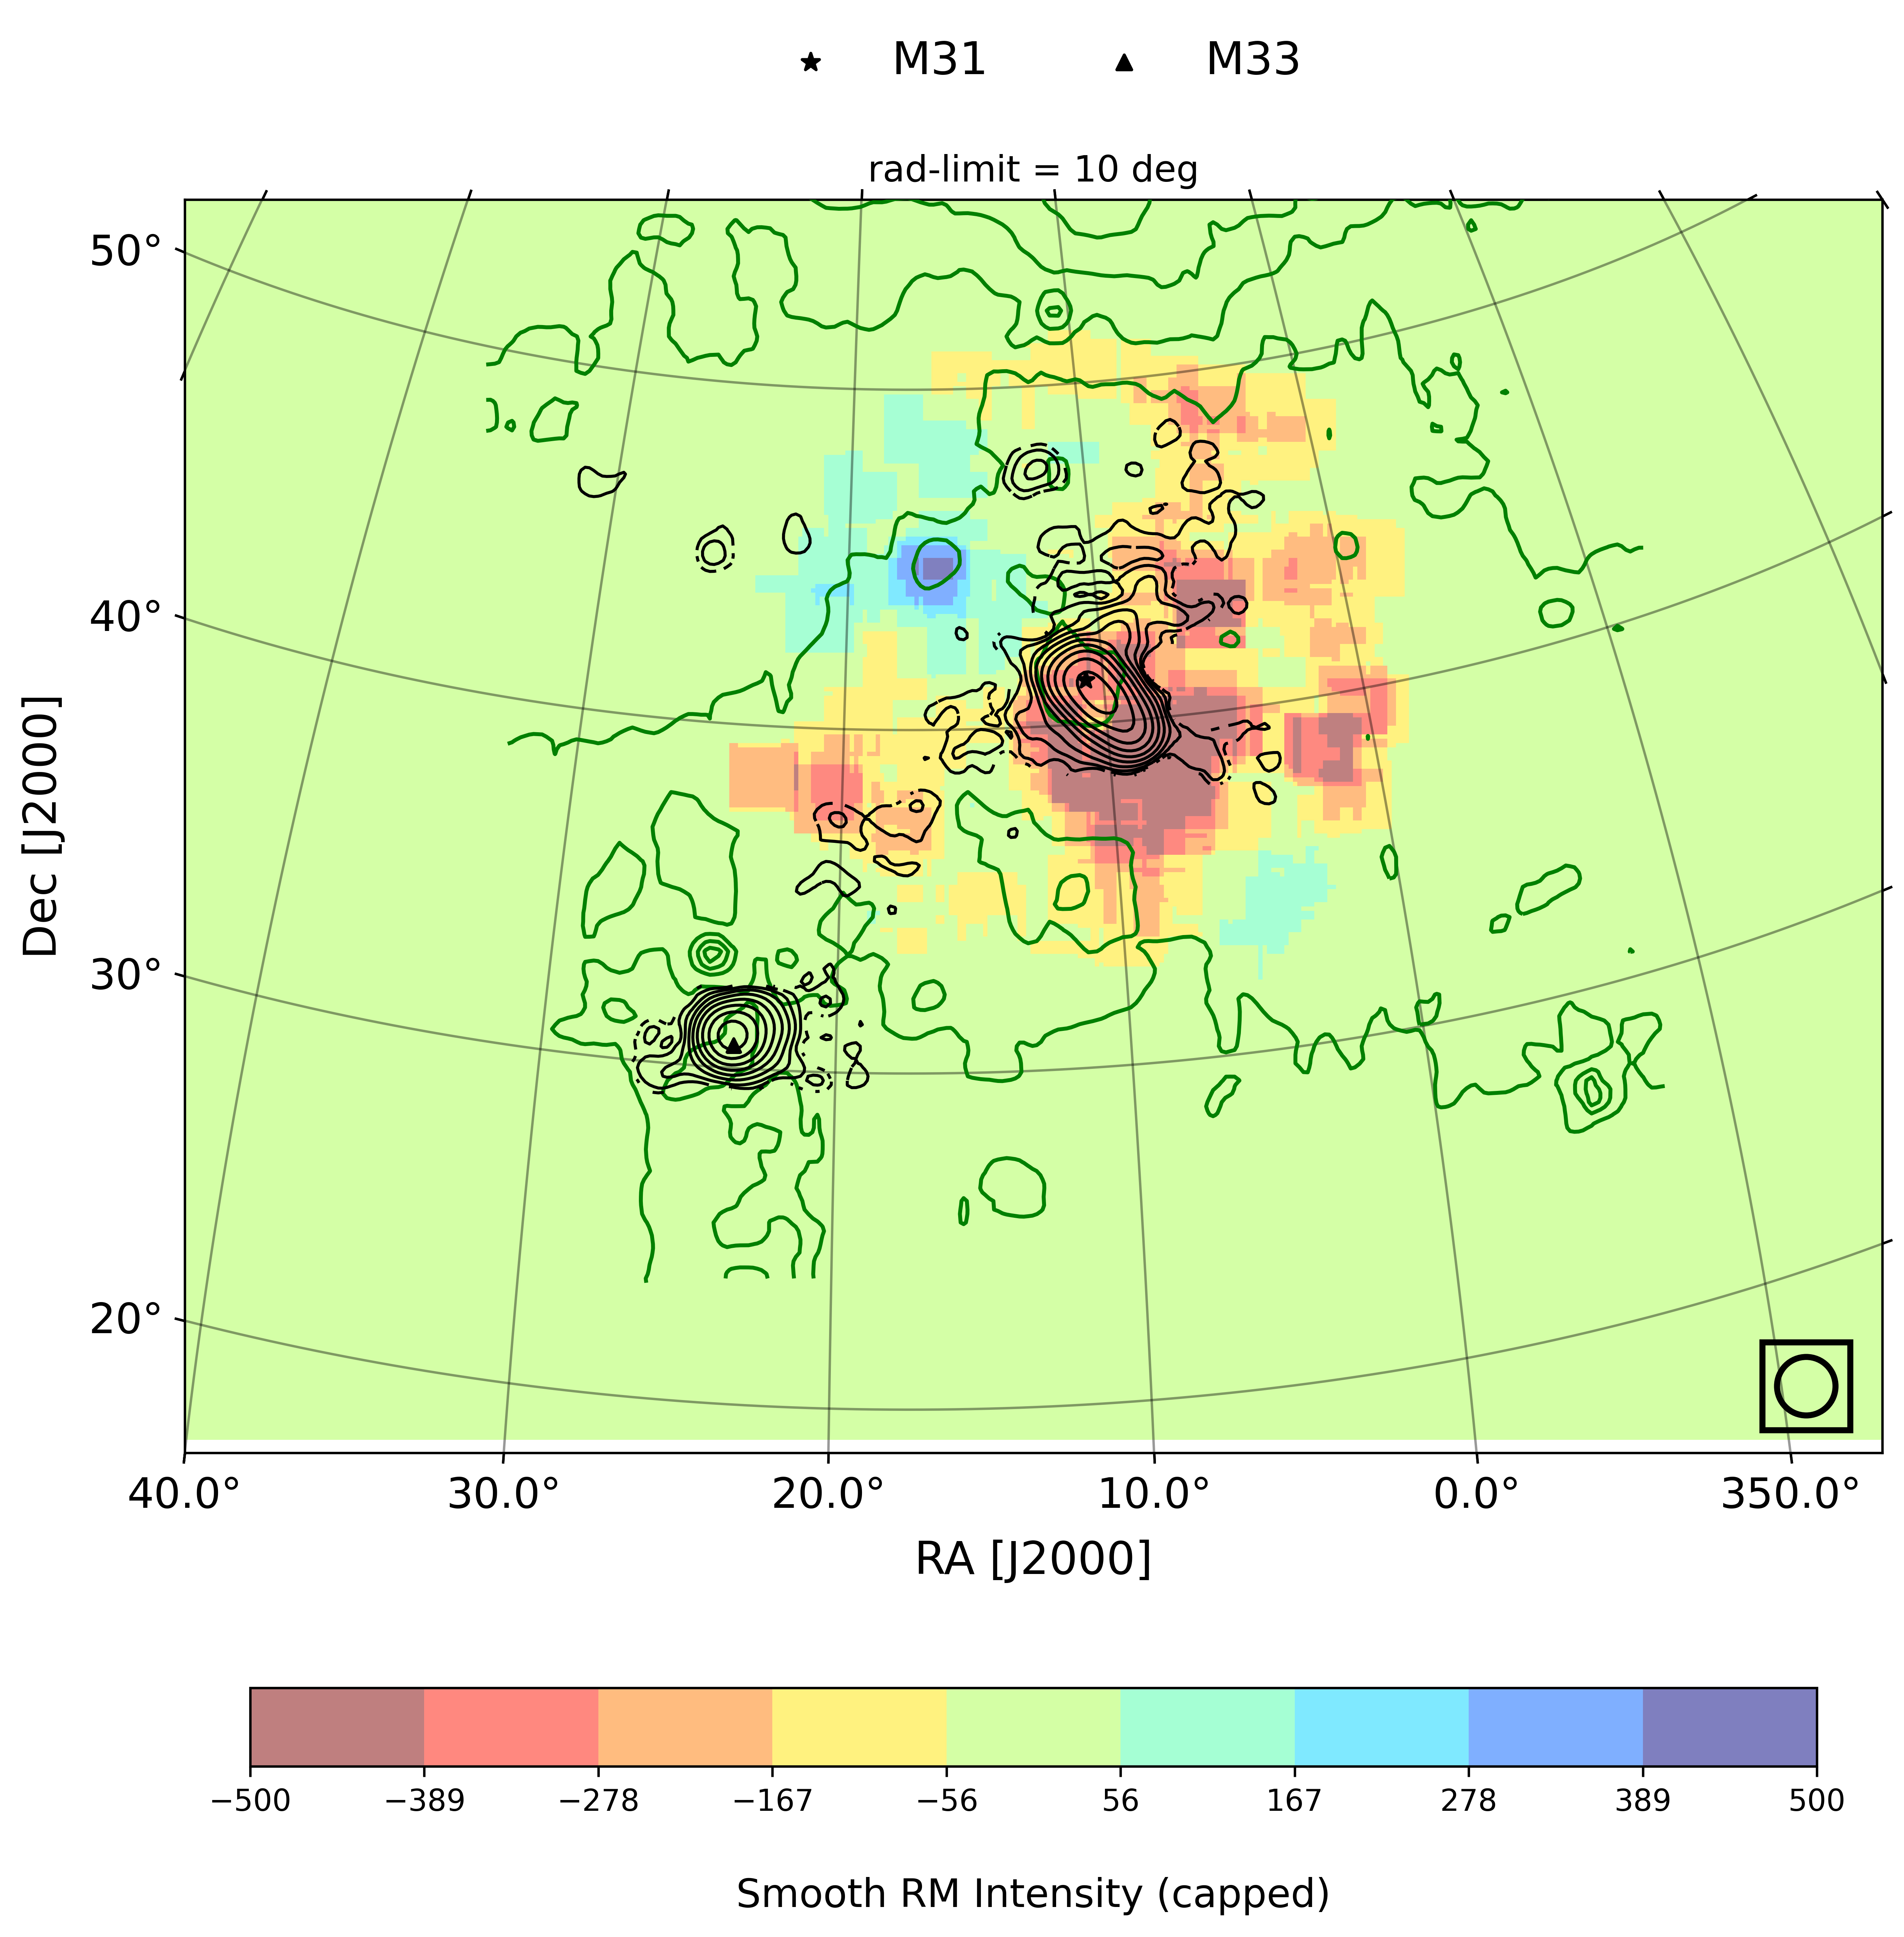 M31 M33
rad-limit = 10 deg
50°
40°
30°
20°
Dec [J2000]
40.0° 30.0° 20.0° 10.0° 0.0° 350.0°
RA [J2000]
−500 −389 −278 −167 −56 56 167 278 389 500
Smooth RM Intensity (capped)